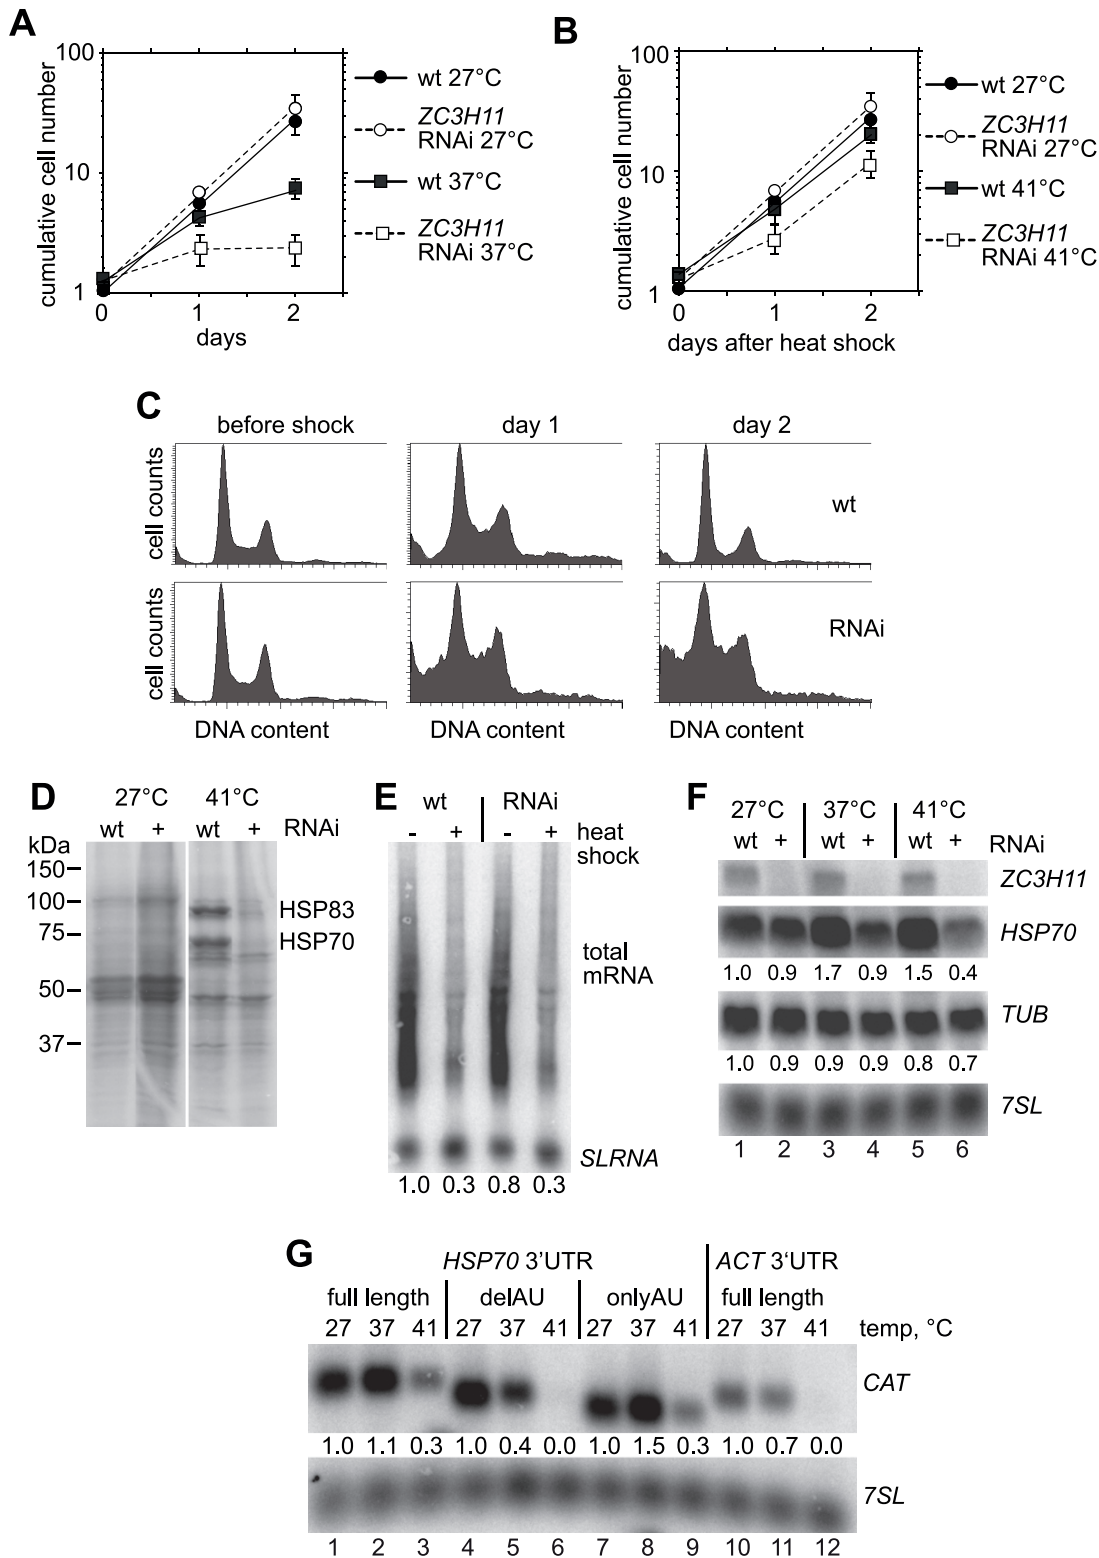 A
cumulative cell number
100
10
1
0 1 2
days
wt 27°C
ZC3H11
RNAi 27°C
wt 37°C
ZC3H11
RNAi 37°C
B
cumulative cell number
100
10
1
0 1 2
days after heat shock
wt 27°C
ZC3H11
RNAi 27°C
wt 41°C
ZC3H11
RNAi 41°C
C
before shock day 1 day 2
cell counts
wt
cell counts
RNAi
DNA content DNA content DNA content
D
27°C 41°C
wt + wt + RNAi
kDa
150
100
75
50
37
HSP83
HSP70
E
wt RNAi
- + - + heat
shock
total
mRNA
SLRNA
1.0 0.3 0.8 0.3
F
27°C 37°C 41°C
wt + wt + wt + RNAi
ZC3H11
HSP70
1.0 0.9 1.7 0.9 1.5 0.4
TUB
1.0 0.9 0.9 0.9 0.8 0.7
7SL
1 2 3 4 5 6
G
HSP70 3'UTR ACT 3'UTR
full length delAU onlyAU full length
27 37 41 27 37 41 27 37 41 27 37 41 temp, °C
CAT
1.0 1.1 0.3 1.0 0.4 0.0 1.0 1.5 0.3 1.0 0.7 0.0
7SL
1 2 3 4 5 6 7 8 9 10 11 12